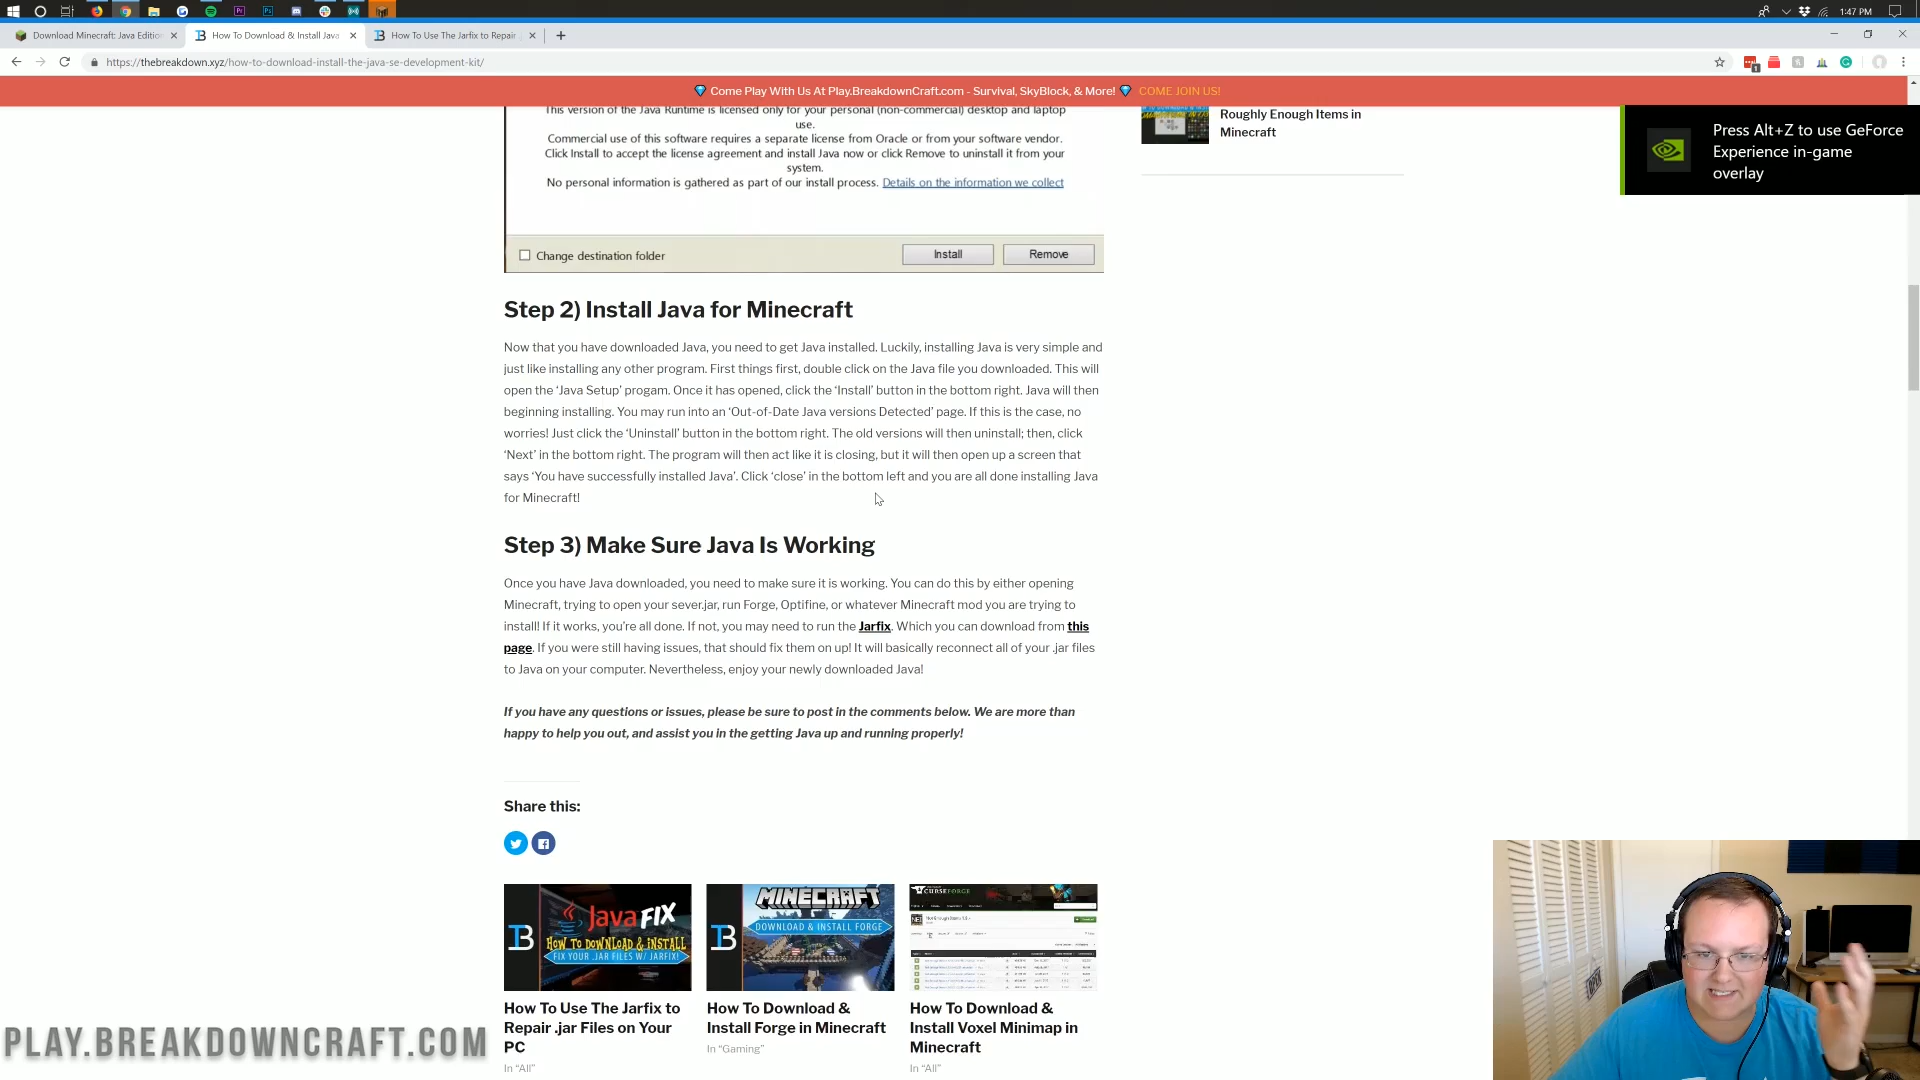 1:47 PM
Download Minecraft: Java Edition
How To Download & Install Java
How To Use The Jarfix to Repair
https://thebreakdown.xyz/how-to-download-install-the-java-se-development-kit/
Come Play With Us At Play.BreakdownCraft.com - Survival, SkyBlock, & More! COME JOIN US!
This version of the Java Runtime is licensed only for your personal (non-commercial) desktop and laptop
use.
Commercial use of this software requires a separate license from Oracle or from your software vendor.
Click Install to accept the license agreement and install Java now or click Remove to uninstall it from your
system.
No personal information is gathered as part of our install process. Details on the information we collect
Change destination folder
Install
Remove
Roughly Enough Items in
Minecraft
Press Alt+Z to use GeForce
Experience in-game
overlay
Step 2) Install Java for Minecraft
Now that you have downloaded Java, you need to get Java installed. Luckily, installing Java is very simple and
just like installing any other program. First things first, double click on the Java file you downloaded. This will
open the ‘Java Setup’ progam. Once it has opened, click the ‘Install’ button in the bottom right. Java will then
beginning installing. You may run into an ‘Out-of-Date Java versions Detected’ page. If this is the case, no
worries! Just click the ‘Uninstall’ button in the bottom right. The old versions will then uninstall; then, click
‘Next’ in the bottom right. The program will then act like it is closing, but it will then open up a screen that
says ‘You have successfully installed Java’. Click ‘close’ in the bottom left and you are all done installing Java
for Minecraft!
Step 3) Make Sure Java Is Working
Once you have Java downloaded, you need to make sure it is working. You can do this by either opening
Minecraft, trying to open your sever.jar, run Forge, Optifine, or whatever Minecraft mod you are trying to
install! If it works, you’re all done. If not, you may need to run the Jarfix. Which you can download from this
page. If you were still having issues, that should fix them on up! It will basically reconnect all of your .jar files
to Java on your computer. Nevertheless, enjoy your newly downloaded Java!
If you have any questions or issues, please be sure to post in the comments below. We are more than
happy to help you out, and assist you in the getting Java up and running properly!
Share this:
Java FIX
HOW TO DOWNLOAD & INSTALL
FIX YOUR .JAR FILES W/ JARFIX!
MINECRAFT
DOWNLOAD & INSTALL FORGE
CURSEFORGE
How To Use The Jarfix to
Repair .jar Files on Your
PC
In "All"
How To Download &
Install Forge in Minecraft
In "Gaming"
How To Download &
Install Voxel Minimap in
Minecraft
In "All"
PLAY.BREAKDOWNCRAFT.COM